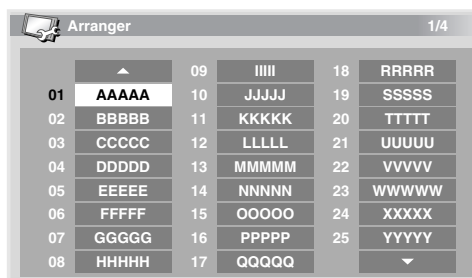 Arranger 1/4
09 IIIII 18 RRRRR
01 AAAAA 10 JJJJJ 19 SSSSS
02 BBBBB 11 KKKKK 20 TTTTT
03 CCCCC 12 LLLLL 21 UUUUU
04 DDDDD 13 MMMMM 22 VVVVV
05 EEEEE 14 NNNNN 23 WWWWW
06 FFFFF 15 OOOOO 24 XXXXX
07 GGGGG 16 PPPPP 25 YYYYY
08 HHHHH 17 QQQQQ